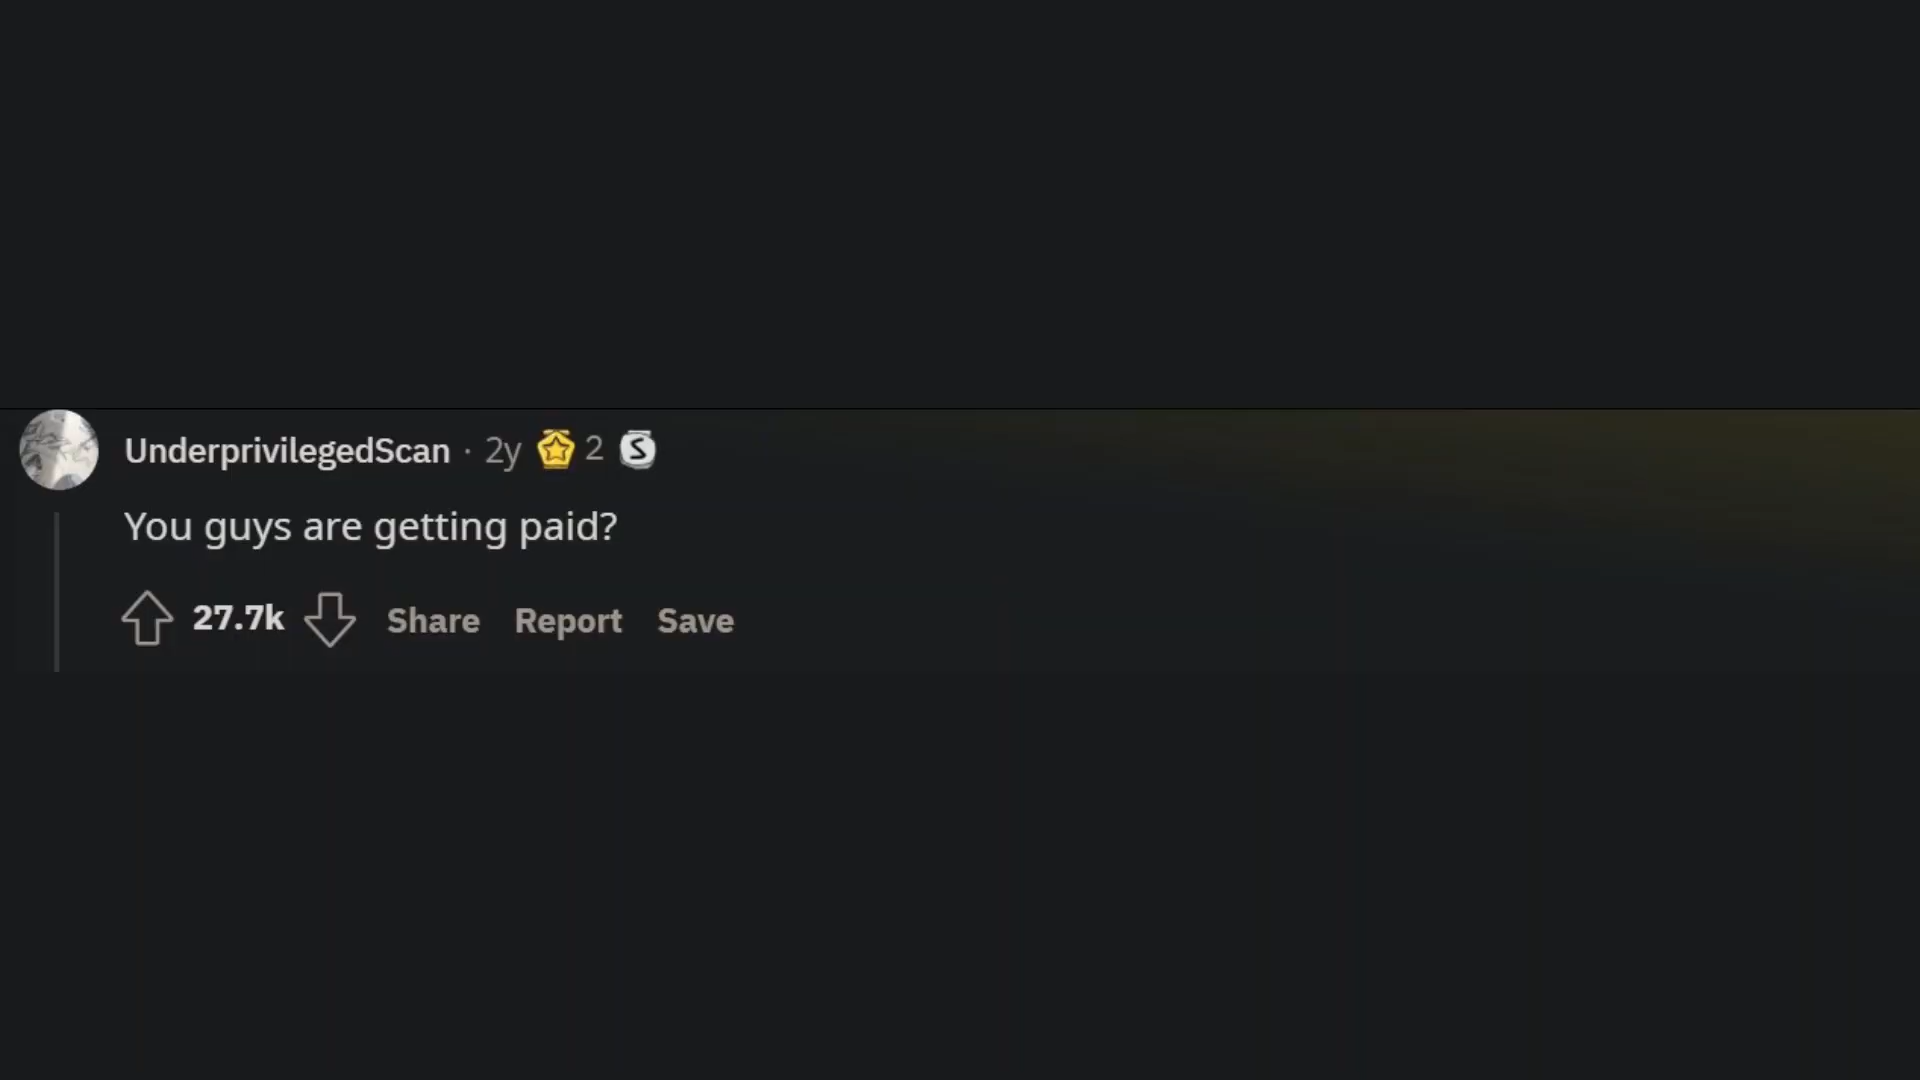 UnderprivilegedScan · 2y 2 S
You guys are getting paid?
27.7k Share Report Save